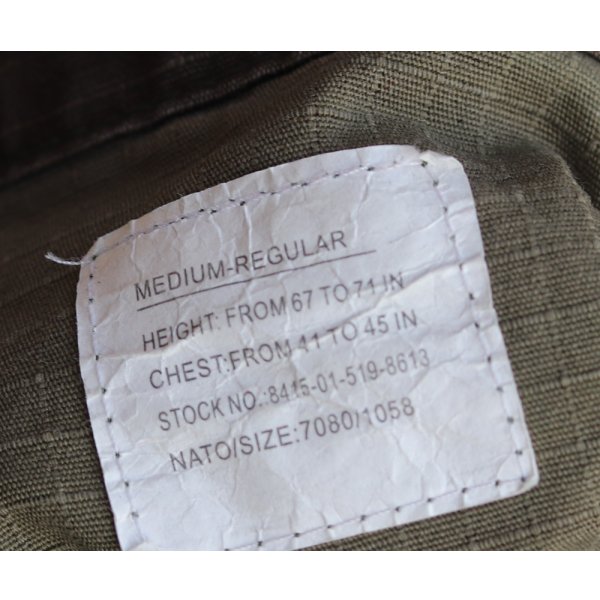 MEDIUM-REGULAR
HEIGHT: FROM 67 TO 71 IN
CHEST:FROM 41 TO 45 IN
STOCK NO.:8415-01-519-8613
NATO/SIZE:7080/1058